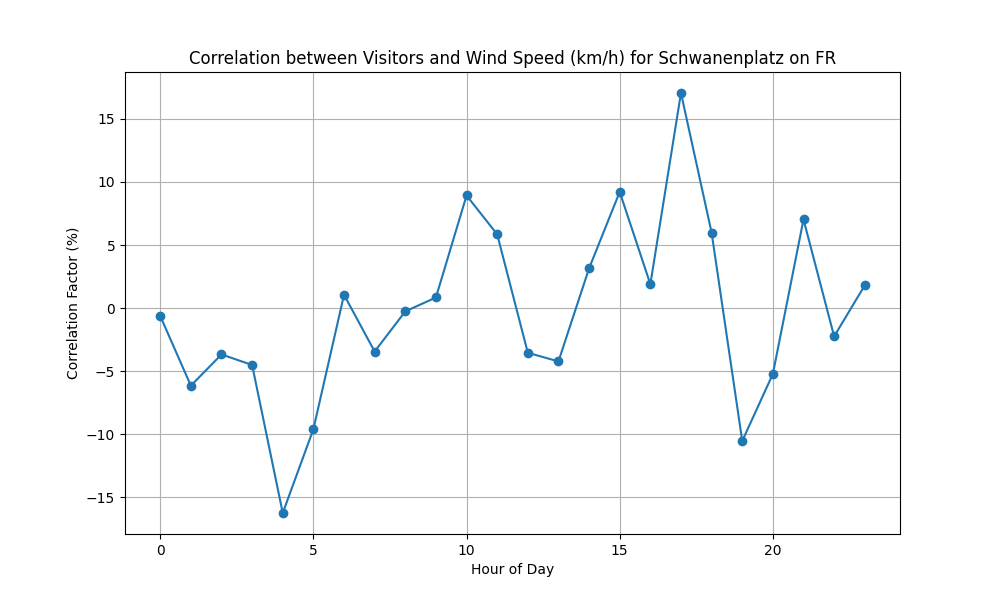 Correlation between Visitors and Wind Speed (km/h) for Schwanenplatz on FR
Correlation Factor (%)
15
10
5
0
−5
−10
−15
0 5 10 15 20
Hour of Day